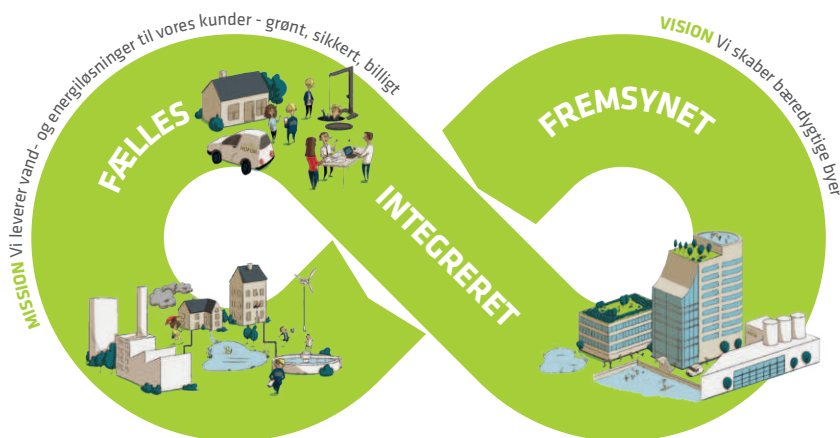 MISSION Vi leverer vand- og energiløsninger til vores kunder - grønt, sikkert, billigt
FÆLLES
HOFOR
INTEGRERET
FREMSYNET
VISION Vi skaber bæredygtige byer